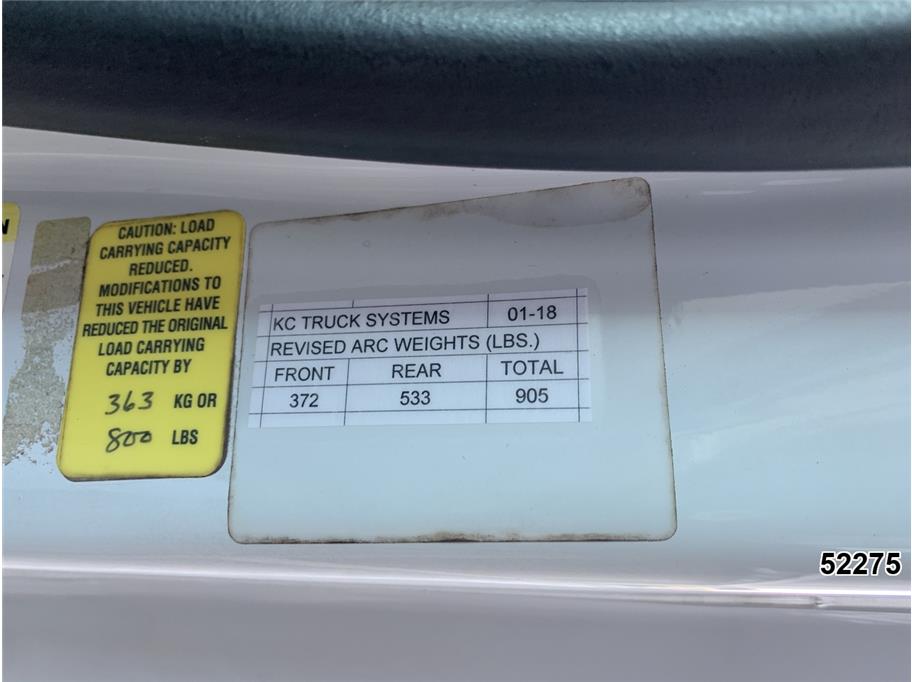 N
CAUTION: LOAD
CARRYING CAPACITY
REDUCED.
MODIFICATIONS TO
THIS VEHICLE HAVE
REDUCED THE ORIGINAL
LOAD CARRYING
CAPACITY BY
363 KG OR
800 LBS
KC TRUCK SYSTEMS 01-18
REVISED ARC WEIGHTS (LBS.)
FRONT REAR TOTAL
372 533 905
52275